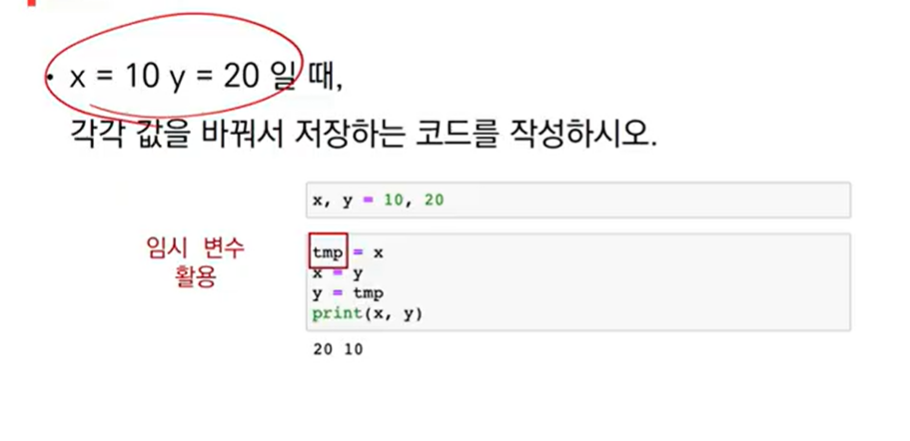 • x = 10 y = 20 일 때,
각각 값을 바꿔서 저장하는 코드를 작성하시오.
x, y = 10, 20
임시 변수
활용
tmp = x
x = y
y = tmp
print(x, y)
20 10